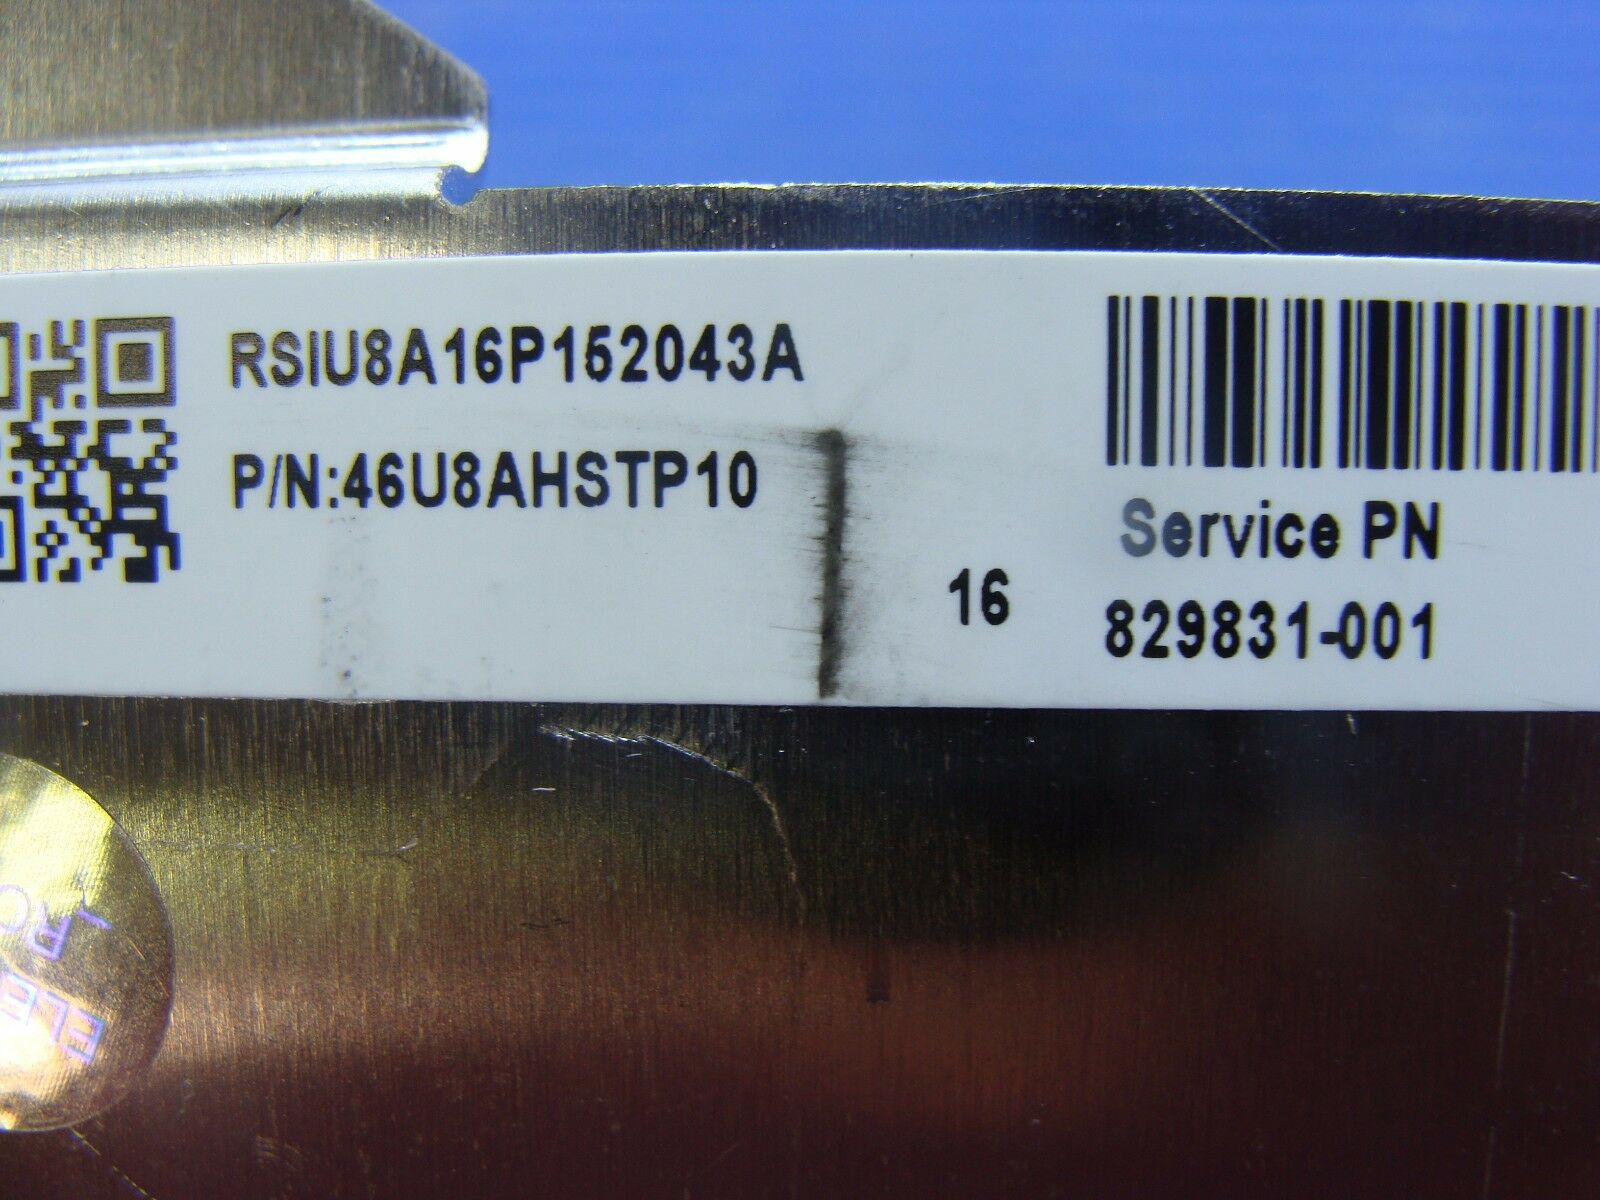 RSIU8A16P152043A
P/N:46U8AHSTP10
Service PN
16
829831-001